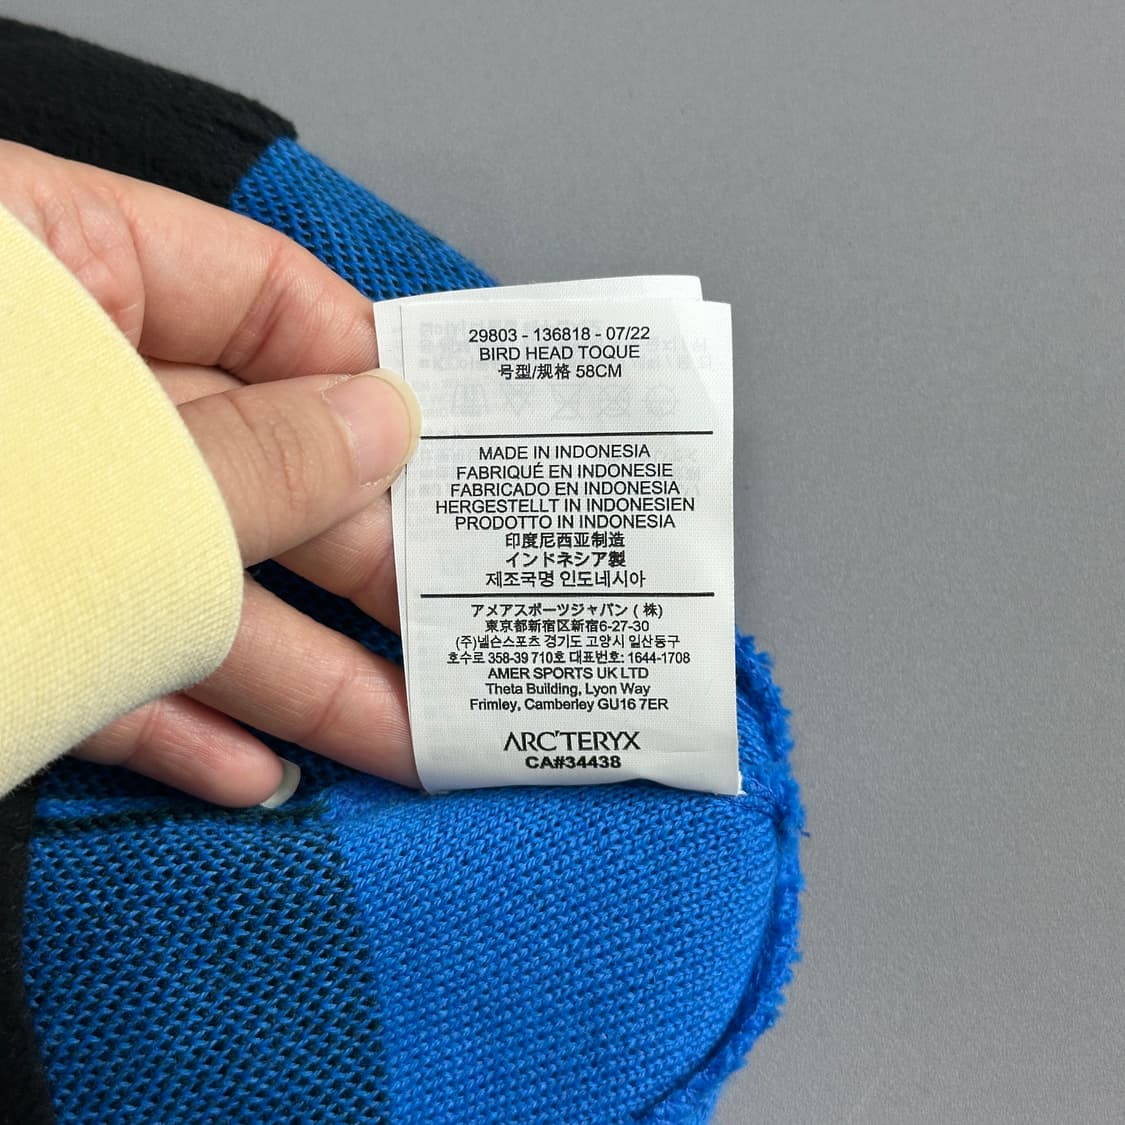 29803 - 136818 - 07/22
BIRD HEAD TOQUE
号型/规格 58CM
MADE IN INDONESIA
FABRIQUÉ EN INDONESIE
FABRICADO EN INDONESIA
HERGESTELLT IN INDONESIEN
PRODOTTO IN INDONESIA
印度尼西亚制造
インドネシア製
제조국명 인도네시아
アメアスポーツジャパン ( 株)
東京都新宿区新宿6-27-30
(주)넬슨스포츠 경기도 고양시 일산동구
호수로 358-39 710호 대표번호: 1644-1708
AMER SPORTS UK LTD
Theta Building, Lyon Way
Frimley, Camberley GU16 7ER
ARC'TERYX
CA#34438